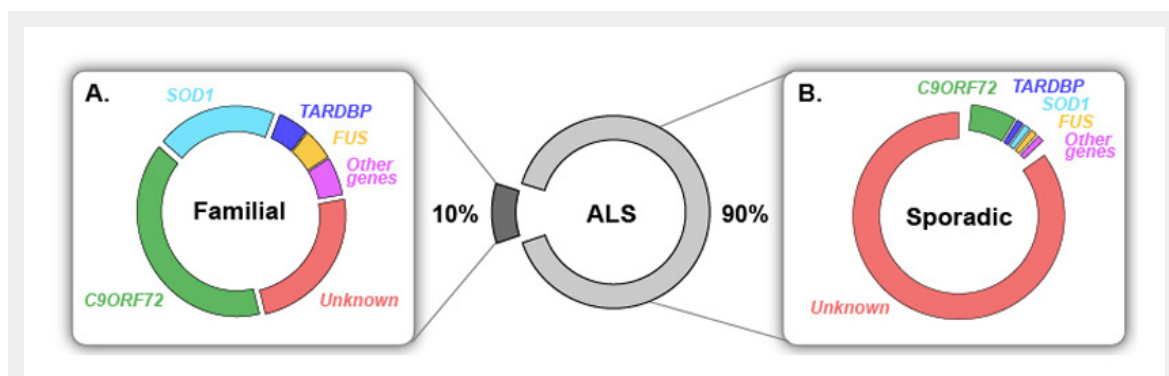 A.
SOD1
TARDBP
FUS
Other
genes
Familial
C9ORF72
Unknown
10%
ALS
90%
B.
C9ORF72
TARDBP
SOD1
FUS
Other
genes
Sporadic
Unknown